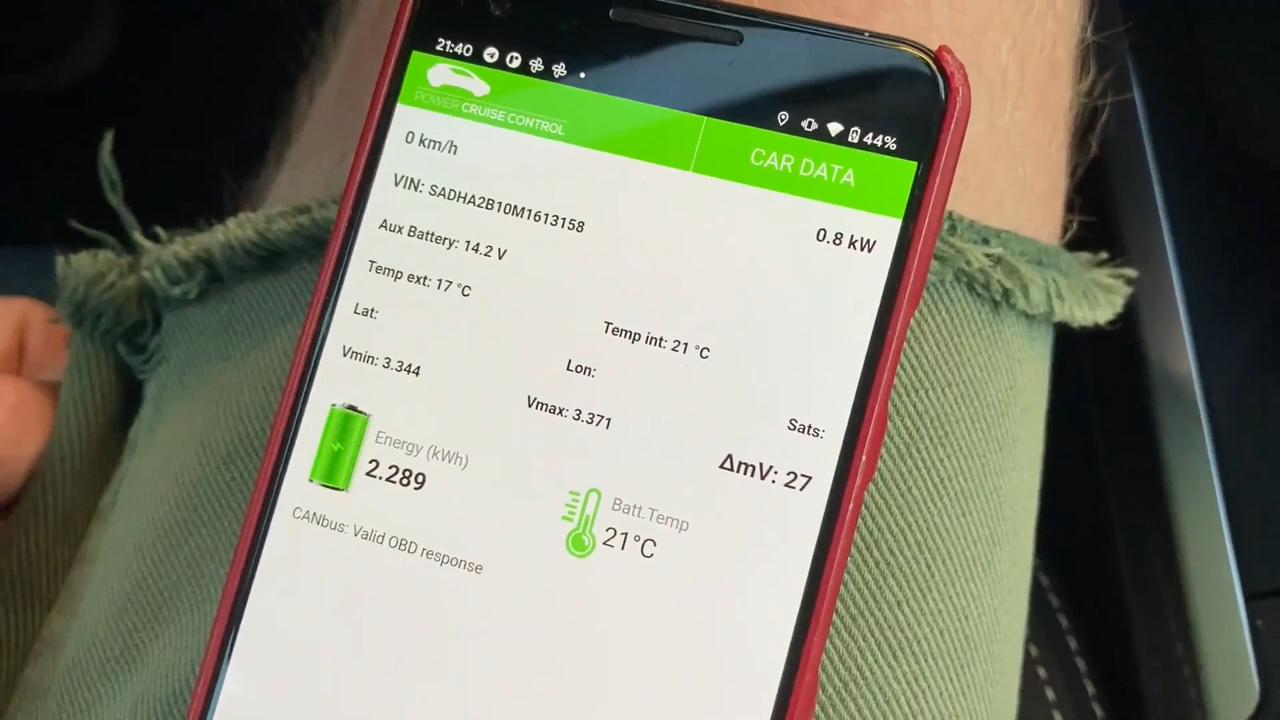 21:40
44%
POWER CRUISE CONTROL
CAR DATA
0 km/h
0.8 kW
VIN: SADHA2B10M1613158
Aux Battery: 14.2 V
Temp ext: 17 °C
Temp int: 21 °C
Lat:
Lon:
Sats:
Vmin: 3.344
Vmax: 3.371
ΔmV: 27
Energy (kWh)
2.289
Batt.Temp
21°C
CANbus: Valid OBD response